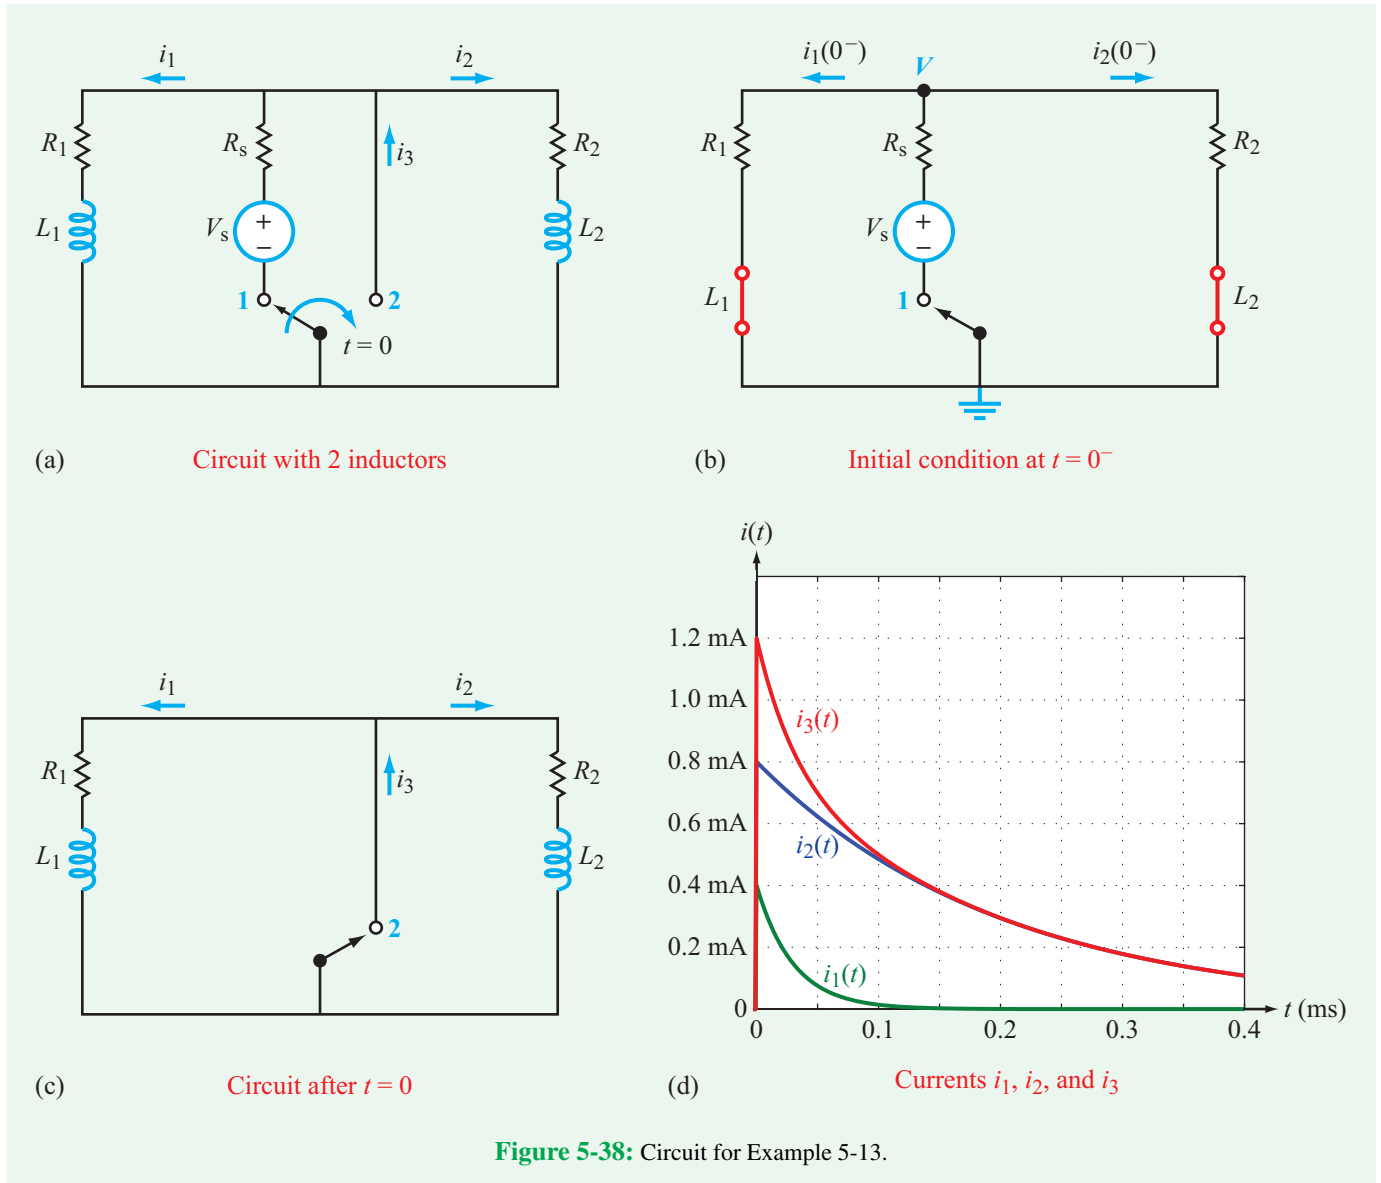 i₁
i₂
R₁
Rₛ
i₃
R₂
L₁
Vₛ
+
−
L₂
1
2
t = 0
(a)
Circuit with 2 inductors
i₁(0⁻)
V
i₂(0⁻)
R₁
Rₛ
R₂
Vₛ
+
−
L₁
1
L₂
(b)
Initial condition at t = 0⁻
i₁
i₂
R₁
i₃
R₂
L₁
L₂
2
(c)
Circuit after t = 0
i(t)
1.2 mA
1.0 mA
i₃(t)
0.8 mA
0.6 mA
i₂(t)
0.4 mA
0.2 mA
i₁(t)
0
t (ms)
0 0.1 0.2 0.3 0.4
(d)
Currents i₁, i₂, and i₃
Figure 5-38: Circuit for Example 5-13.